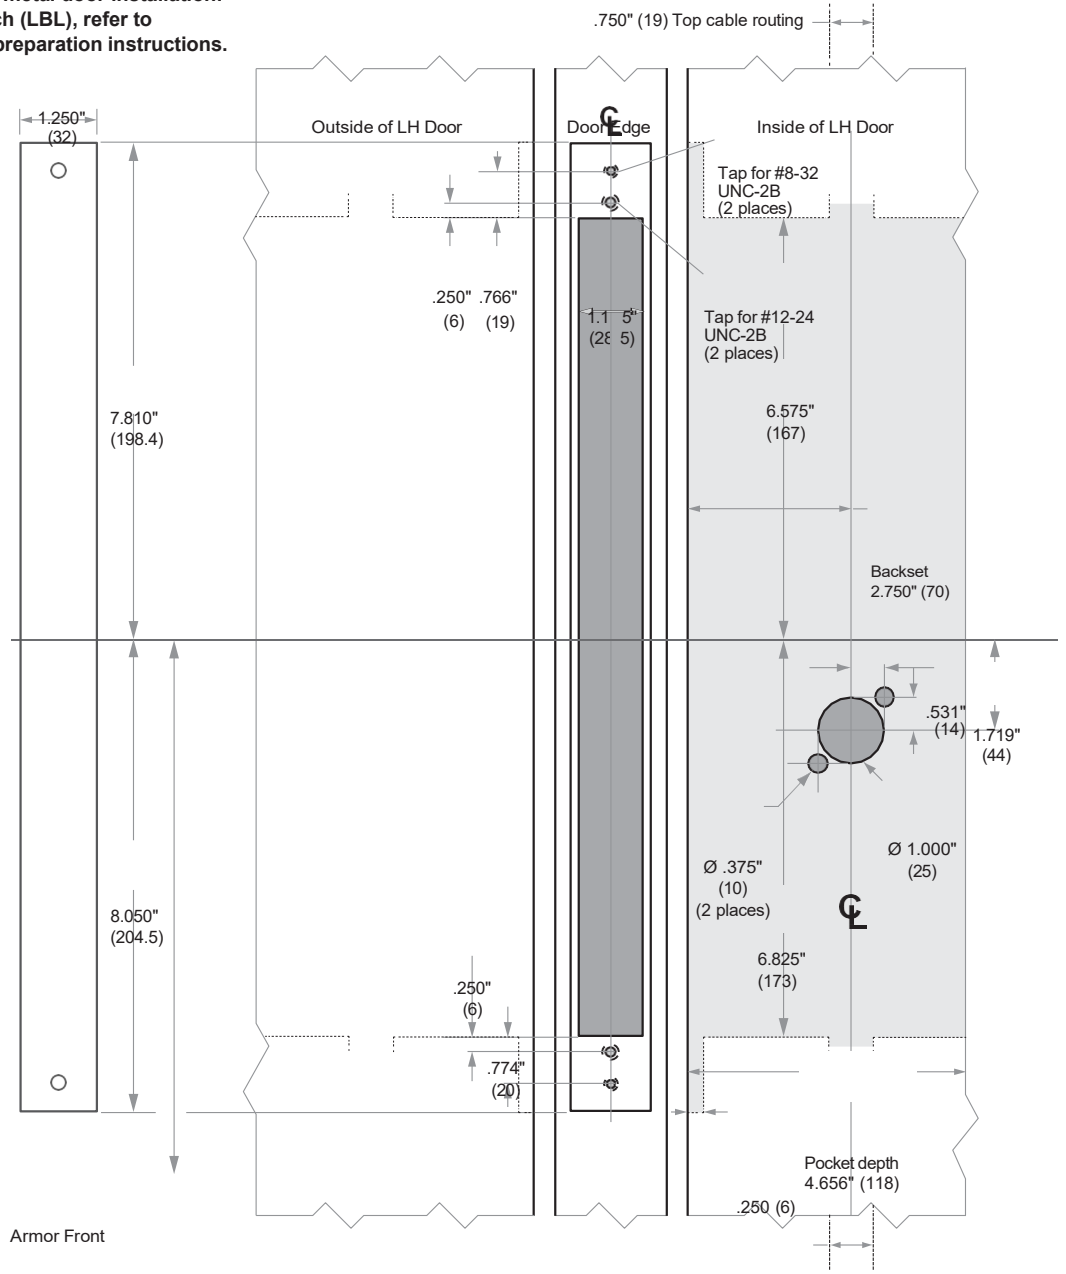 metal door installation.
ch (LBL), refer to
preparation instructions.
.750" (19) Top cable routing
1.250"
(32)
Outside of LH Door
Door Edge
Inside of LH Door
Tap for #8-32
UNC-2B
(2 places)
.250" .766"
(6) (19)
Tap for #12-24
UNC-2B
(2 places)
7.810"
(198.4)
6.575"
(167)
Backset
2.750" (70)
.531"
(14)
1.719"
(44)
Ø 1.000"
(25)
Ø .375"
(10)
(2 places)
8.050"
(204.5)
6.825"
(173)
.250"
(6)
.774"
(20)
Pocket depth
4.656" (118)
.250 (6)
Armor Front